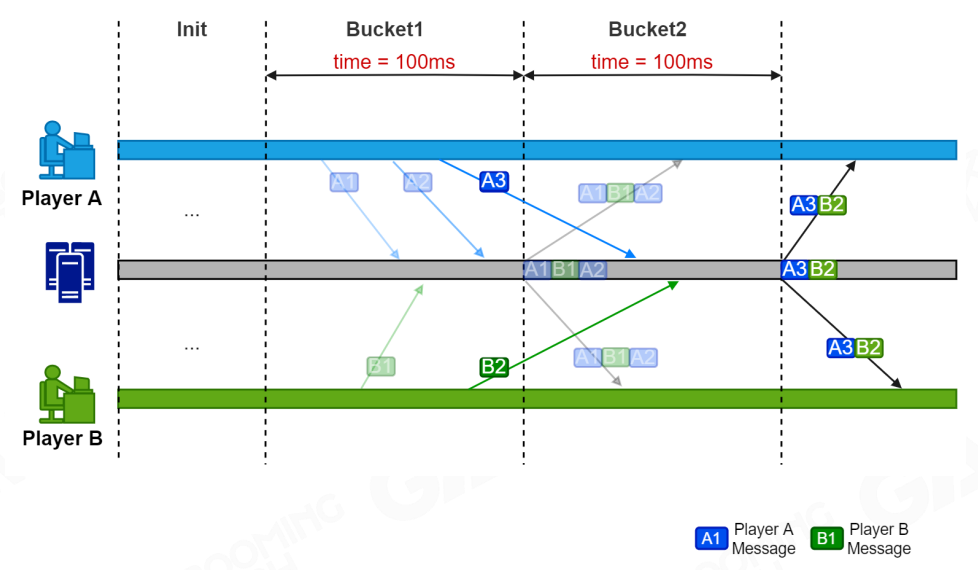 Init
Bucket1
Bucket2
time = 100ms
time = 100ms
Player A
A1
A2
A3
A1 B1 A2
A3 B2
...
A1 B1 A2
A3 B2
...
B1
B2
A1 B1 A2
A3 B2
Player B
A1
Player A
Message
B1
Player B
Message